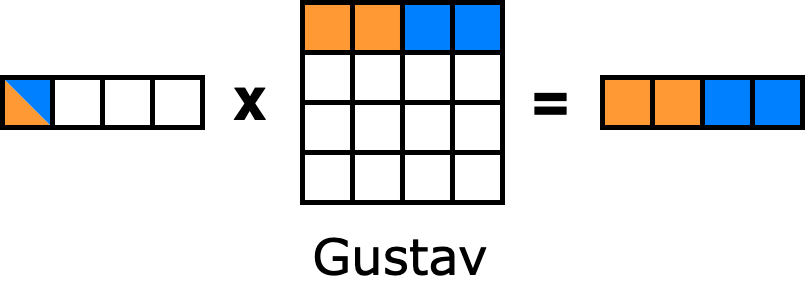 x =
Gustav